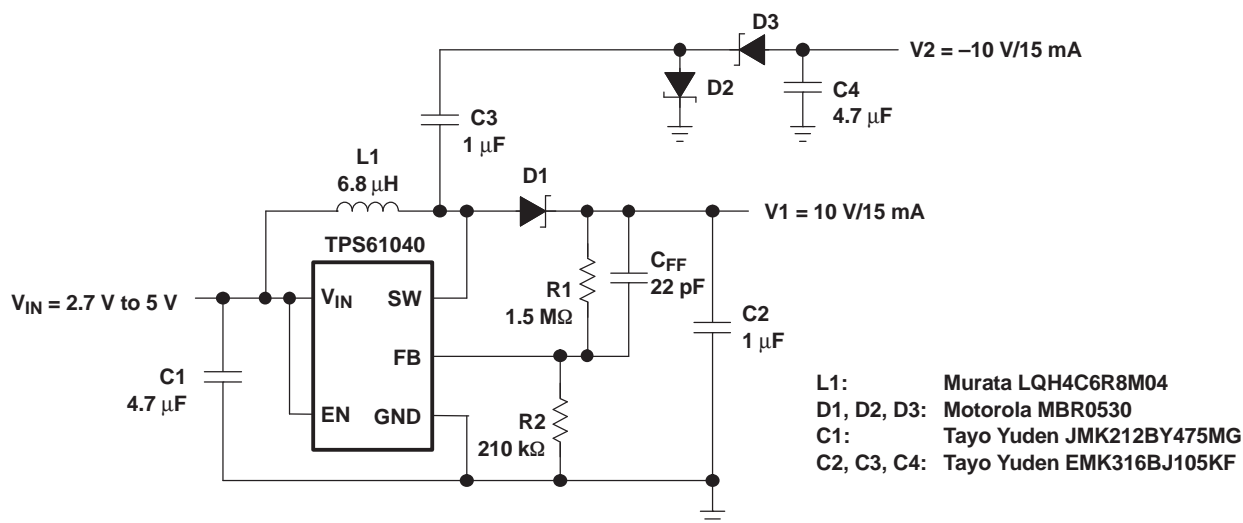 D3
V2 = –10 V/15 mA
D2
C4
4.7 μF
C3
1 μF
L1
6.8 μH
D1
V1 = 10 V/15 mA
TPS61040
VIN = 2.7 V to 5 V
VIN
SW
FB
EN
GND
R1
1.5 MΩ
CFF
22 pF
C2
1 μF
C1
4.7 μF
R2
210 kΩ
L1: Murata LQH4C6R8M04
D1, D2, D3: Motorola MBR0530
C1: Tayo Yuden JMK212BY475MG
C2, C3, C4: Tayo Yuden EMK316BJ105KF